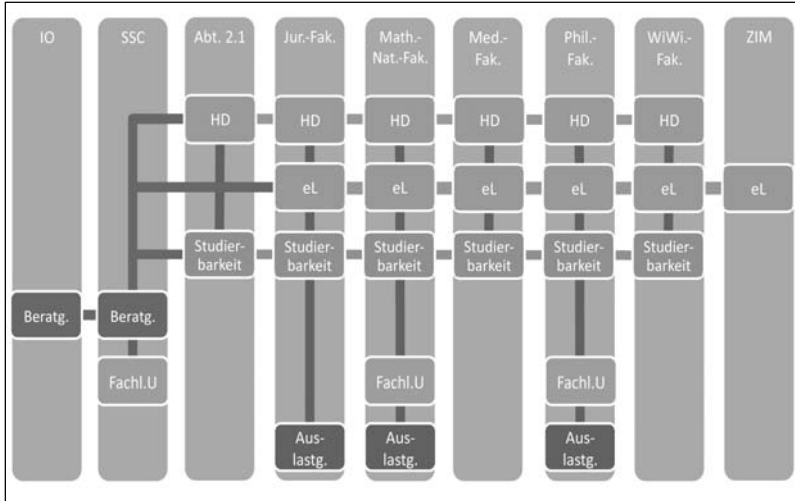 IO
SSC
Abt. 2.1
Jur.-Fak.
Math.-
Nat.-Fak.
Med.-
Fak.
Phil.-
Fak.
WiWi.-
Fak.
ZIM
HD
HD
HD
HD
HD
HD
eL
eL
eL
eL
eL
eL
Studier-
barkeit
Studier-
barkeit
Studier-
barkeit
Studier-
barkeit
Studier-
barkeit
Studier-
barkeit
Beratg.
Beratg.
Fachl.U
Fachl.U
Fachl.U
Aus-
lastg.
Aus-
lastg.
Aus-
lastg.